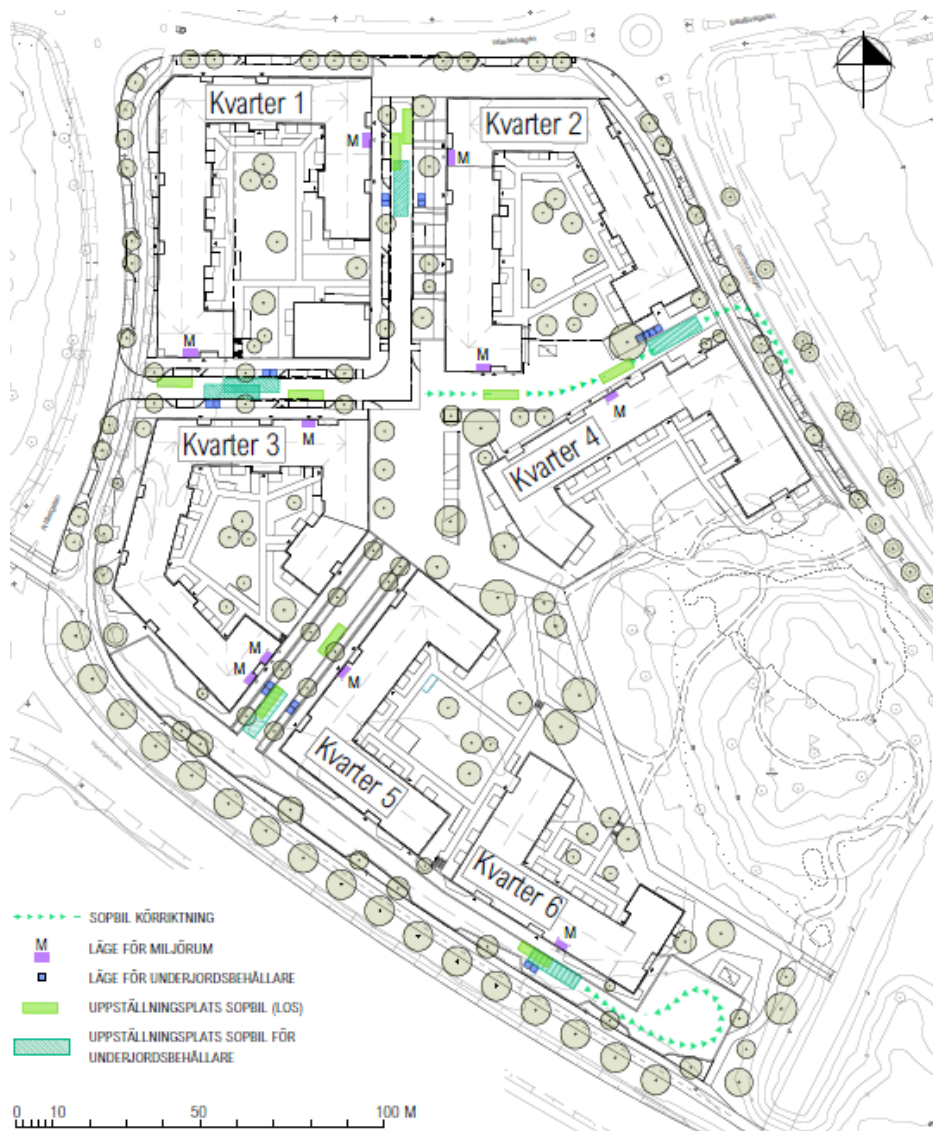 Kvarter 1
M
Kvarter 2
M
M
M
M
Kvarter 3
M
Kvarter 4
M
M
M
Kvarter 5
Kvarter 6
M
SOPBIL KÖRRIKTNING
M
LÄGE FÖR MILJÖRUM
LÄGE FÖR UNDERJORDSBEHÅLLARE
UPPSTÄLLNINGSPLATS SOPBIL (LOS)
UPPSTÄLLNINGSPLATS SOPBIL FÖR
UNDERJORDSBEHÅLLARE
0 10 50 100 M